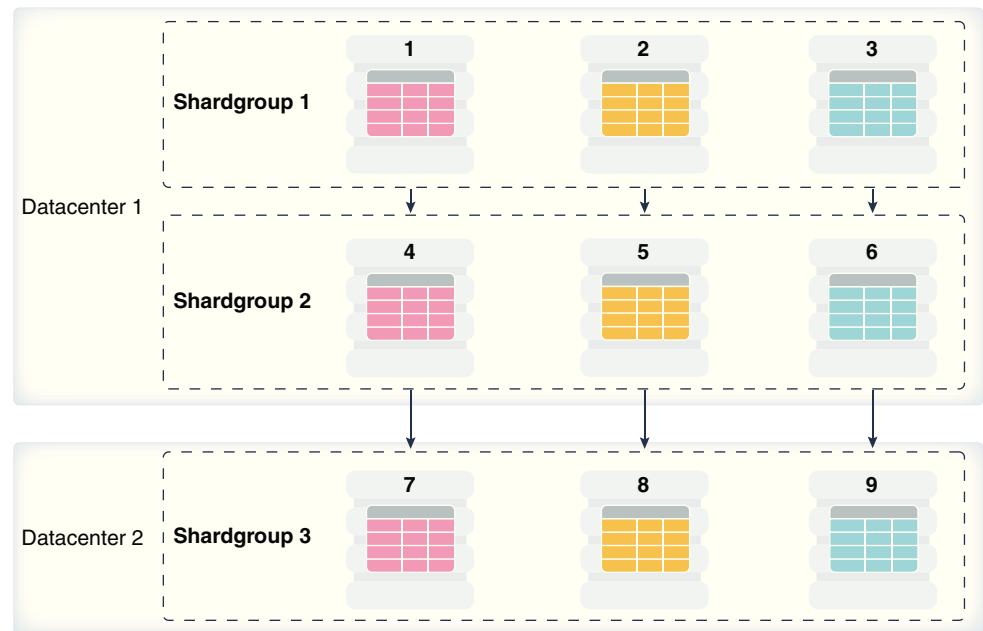 1 2 3
Shardgroup 1
Datacenter 1
4 5 6
Shardgroup 2
7 8 9
Datacenter 2 Shardgroup 3